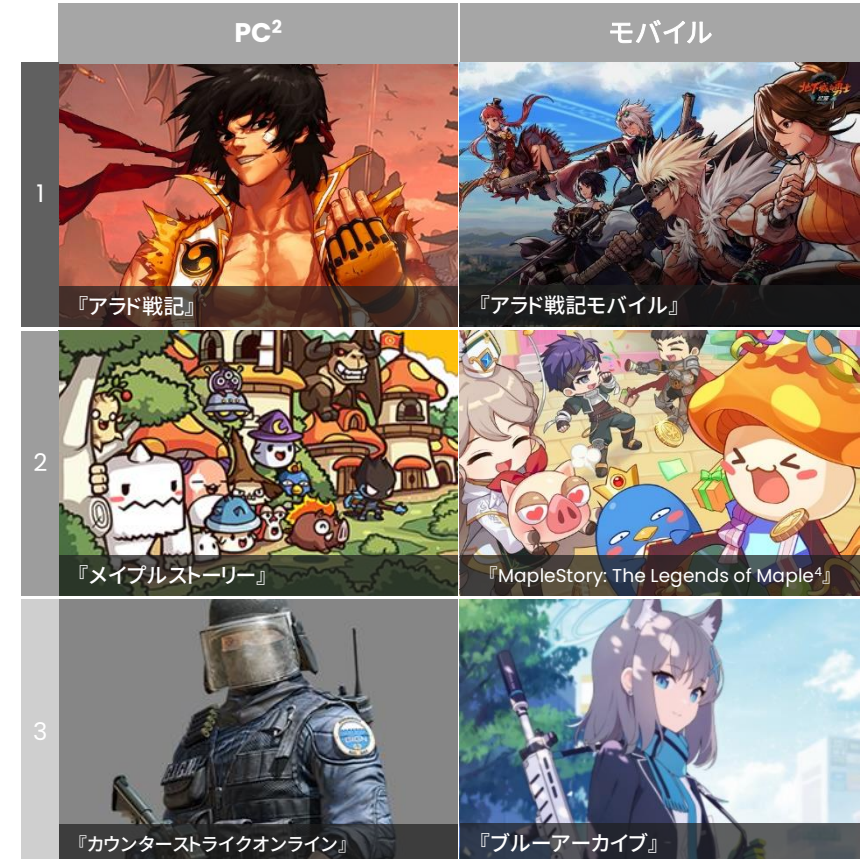 PC²
モバイル
1
『アラド戦記』
『アラド戦記モバイル』
2
『メイプルストーリー』
『MapleStory: The Legends of Maple⁴』
3
『カウンターストライクオンライン』
『ブルーアーカイブ』